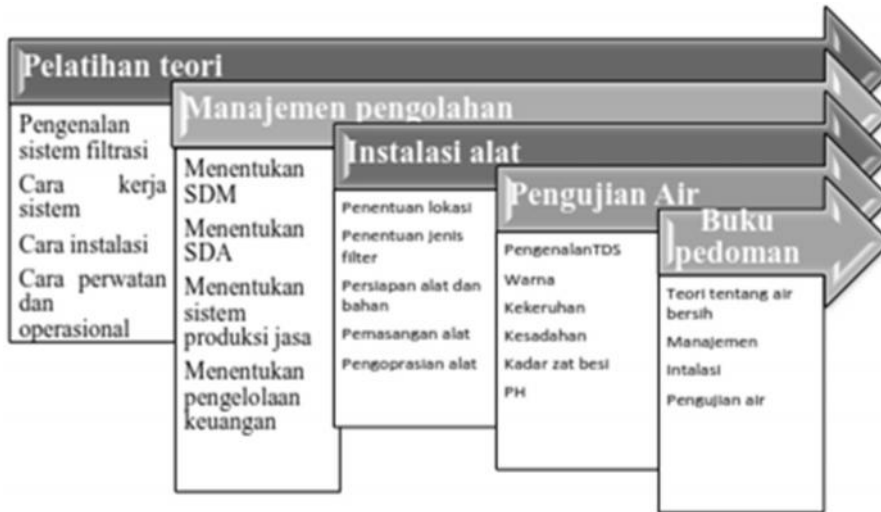 Pelatihan teori
Pengenalan
sistem filtrasi
Cara kerja
sistem
Cara instalasi
Cara perwatan
dan
operasional
Manajemen pengolahan
Menentukan
SDM
Menentukan
SDA
Menentukan
sistem
produksi jasa
Menentukan
pengelolaan
keuangan
Instalasi alat
Penentuan lokasi
Penentuan jenis
filter
Persiapan alat dan
bahan
Pemasangan alat
Pengoprasian alat
Pengujian Air
PengenalanTDS
Warna
Kekeruhan
Kesadahan
Kadar zat besi
PH
Buku
pedoman
Teori tentang air
bersih
Manajemen
Intalasi
Pengujian air